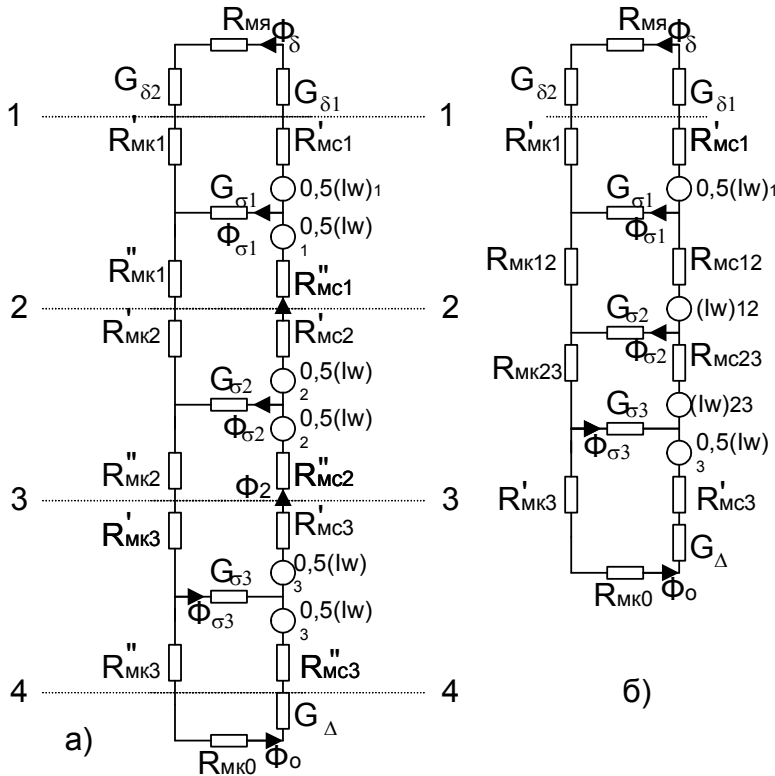 Rмя Фδ
Gδ2 Gδ1
1
R'мк1 R'мс1
0,5(Iw)1
Gσ1
Фσ1
0,5(Iw)
1
R"мк1 R"мс1
2
R'мк2 R'мс2
0,5(Iw)
2
Gσ2
Фσ2
0,5(Iw)
2
R"мк2 R"мс2
3
Ф2
R'мк3 R'мс3
0,5(Iw)
3
Gσ3
Фσ3
0,5(Iw)
3
R"мк3 R"мс3
4
GΔ
Rмк0 Фо
а)
Rмя Фδ
Gδ2 Gδ1
1
R'мк1 R'мс1
0,5(Iw)1
Gσ1
Фσ1
Rмк12 Rмс12
2
(Iw)12
Gσ2
Фσ2
Rмк23 Rмс23
(Iw)23
Gσ3
Фσ3
0,5(Iw)
3
R'мк3 R'мс3
3
GΔ
Rмк0 Фо
б)
4